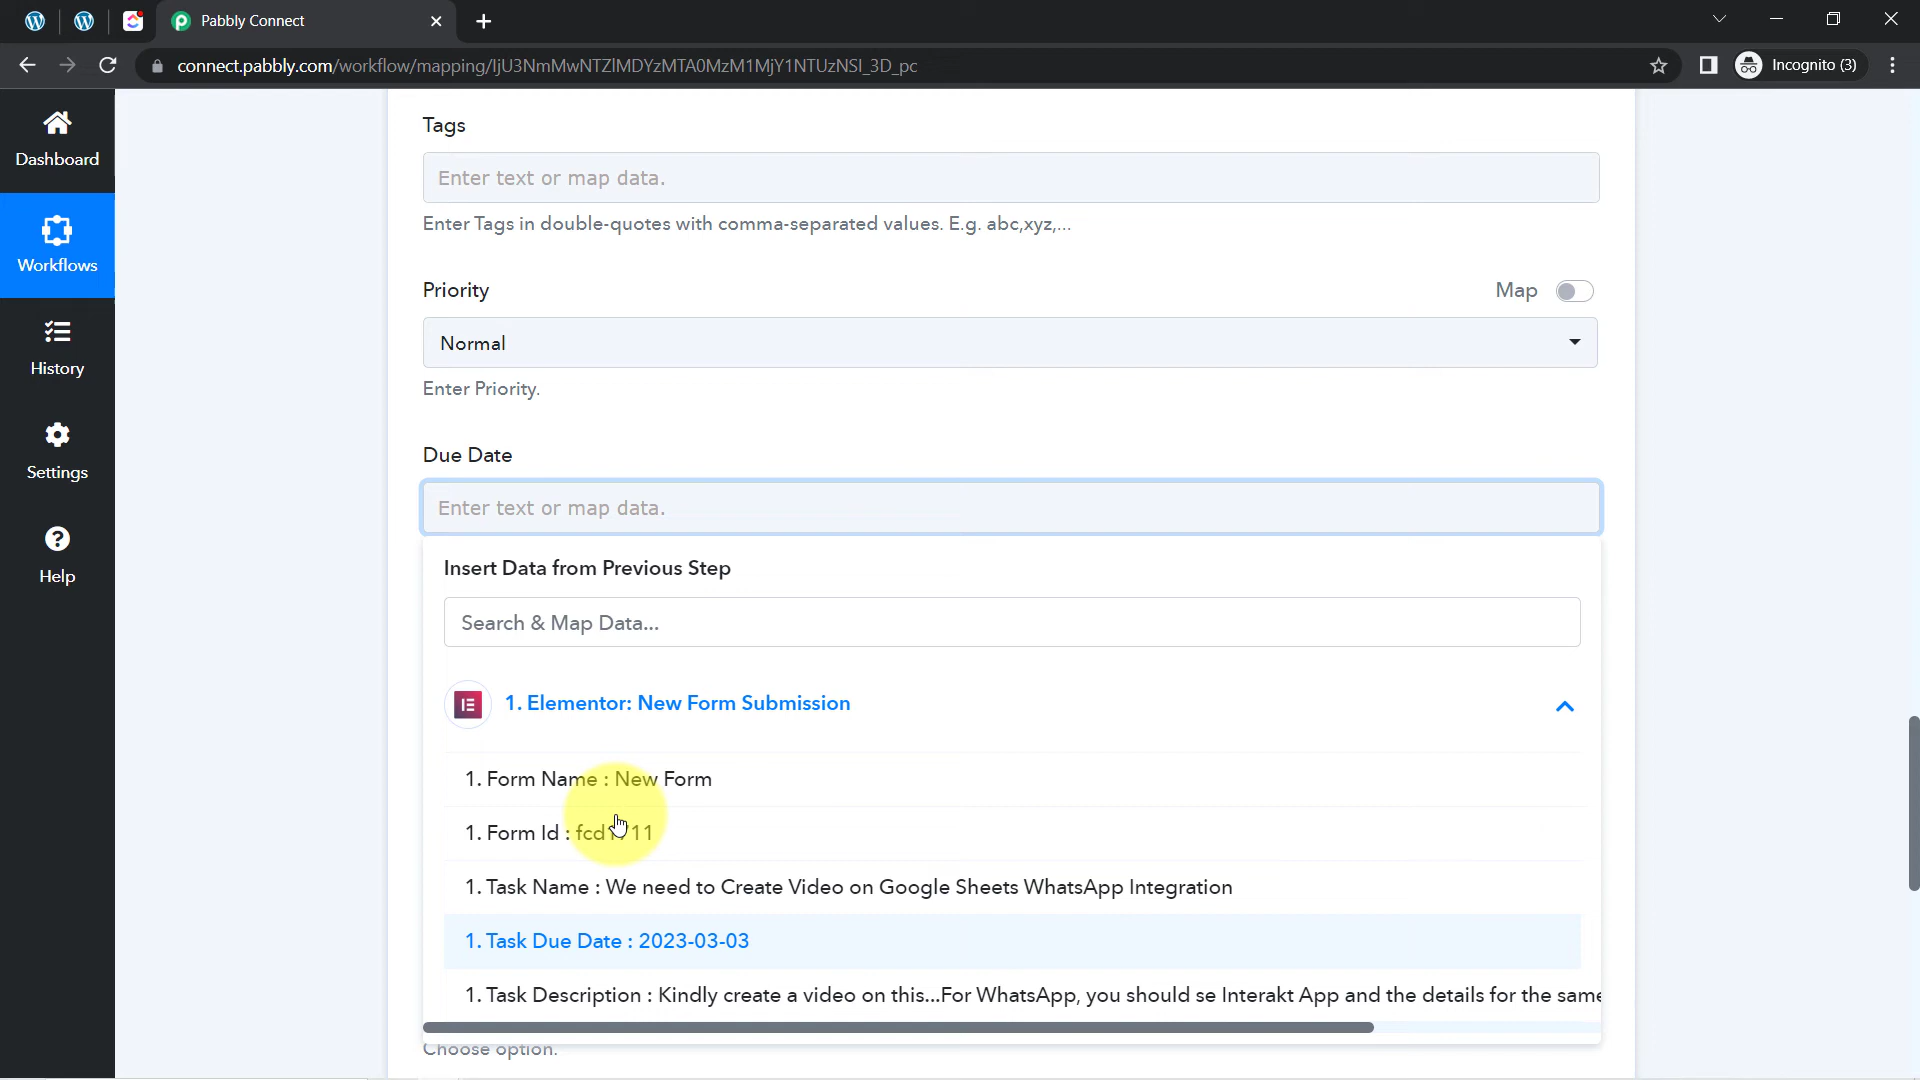 Pabbly Connect
connect.pabbly.com/workflow/mapping/IjU3NmMwNTZlMDYzMTA0MzM1MjY1NTUzNSI_3D_pc
Incognito (3)
Dashboard
Workflows
History
Settings
Help
Tags
Enter text or map data.
Enter Tags in double-quotes with comma-separated values. E.g. abc,xyz,...
Priority
Map
Normal
Enter Priority.
Due Date
Enter text or map data.
Insert Data from Previous Step
Search & Map Data...
1. Elementor: New Form Submission
1. Form Name : New Form
1. Form Id :
1. Task Name : We need to Create Video on Google Sheets WhatsApp Integration
1. Task Due Date : 2023-03-03
1. Task Description : Kindly create a video on this...For WhatsApp, you should se Interakt App and the details for the same
Choose option.